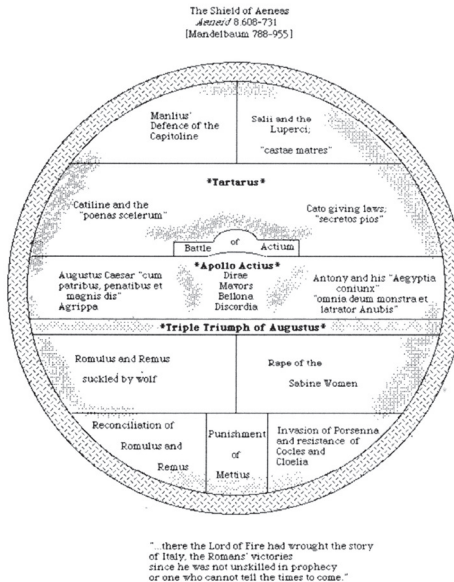 The Shield of Aeneas
Aeneid 8.608-731
[Mandelbaum 788-955]
Manlius'
Defence of the
Capitoline
Salii and the
Luperci;
"castae matres"
*Tartarus*
Catiline and the
"poenas scelerum"
Cato giving laws;
"secretos pios"
Battle of Actium
*Apollo Actius*
Augustus Caesar "cum
patribus, penatibus et
magnis dis"
Agrippa
Dirae
Mavors
Bellona
Discordia
Antony and his "Aegyptia
coniunx"
"omnia deum monstra et
latrator Anubis"
*Triple Triumph of Augustus*
Romulus and Remus
suckled by wolf
Rape of the
Sabine Women
Reconciliation of
Romulus and
Remus
Punishment
of
Mettius
Invasion of Porsenna
and resistance of
Cocles and
Cloelia
"...there the Lord of Fire had wrought the story
of Italy, the Romans' victories
since he was not unskilled in prophecy
or one who cannot tell the times to come."